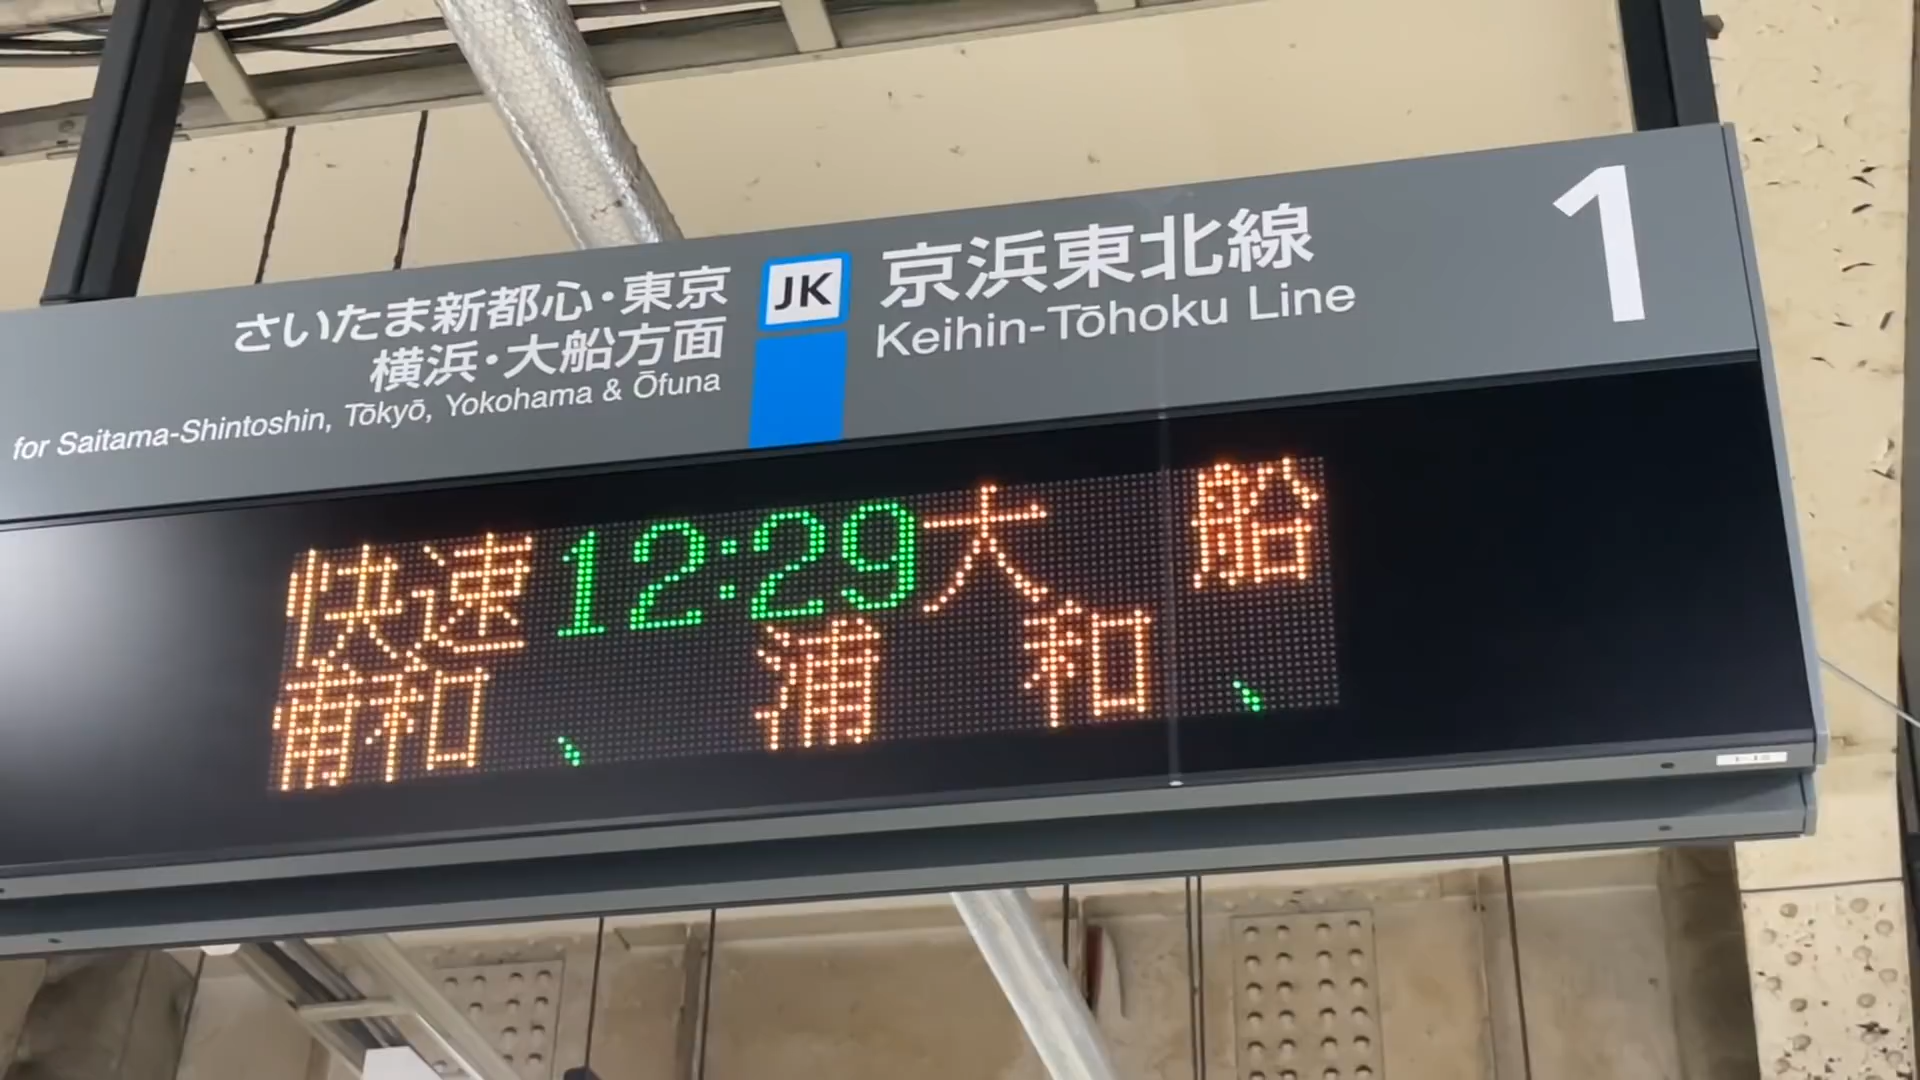 さいたま新都心・東京
横浜・大船方面
for Saitama-Shintoshin, Tōkyō, Yokohama & Ōfuna
JK
京浜東北線
Keihin-Tōhoku Line
1
快速 12:29 大 船
浦和 、 浦 和 、